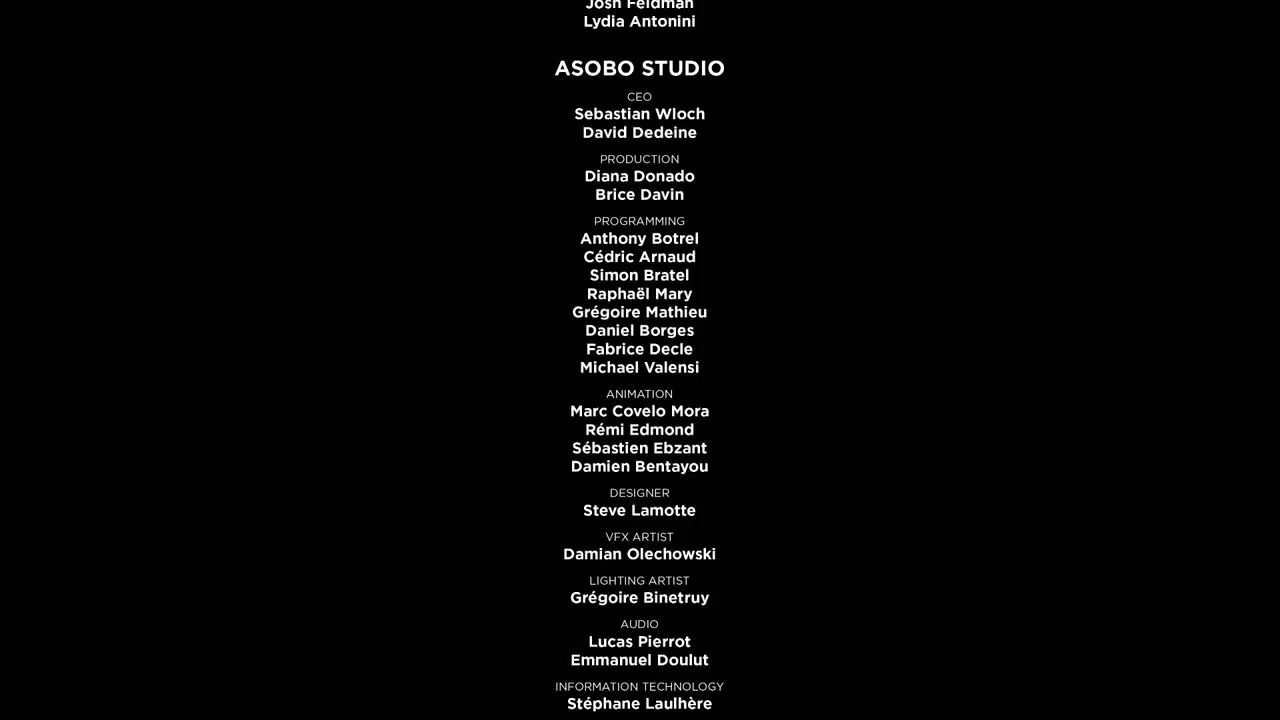 Josh Feldman
Lydia Antonini
ASOBO STUDIO
CEO
Sebastian Wloch
David Dedeine
PRODUCTION
Diana Donado
Brice Davin
PROGRAMMING
Anthony Botrel
Cédric Arnaud
Simon Bratel
Raphaël Mary
Grégoire Mathieu
Daniel Borges
Fabrice Decle
Michael Valensi
ANIMATION
Marc Covelo Mora
Rémi Edmond
Sébastien Ebzant
Damien Bentayou
DESIGNER
Steve Lamotte
VFX ARTIST
Damian Olechowski
LIGHTING ARTIST
Grégoire Binetruy
AUDIO
Lucas Pierrot
Emmanuel Doulut
INFORMATION TECHNOLOGY
Stéphane Laulhère